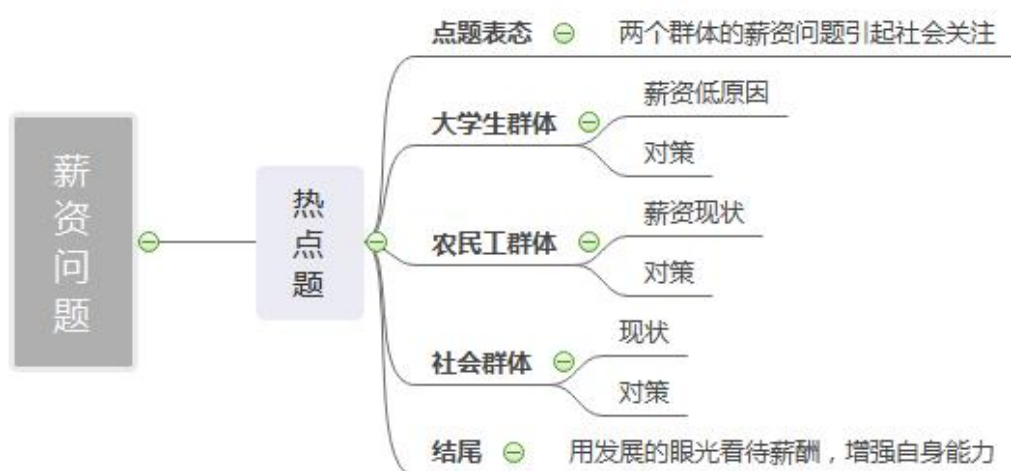 薪资问题
热点题
点题表态
两个群体的薪资问题引起社会关注
大学生群体
薪资低原因
对策
农民工群体
薪资现状
对策
社会群体
现状
对策
结尾
用发展的眼光看待薪酬，增强自身能力